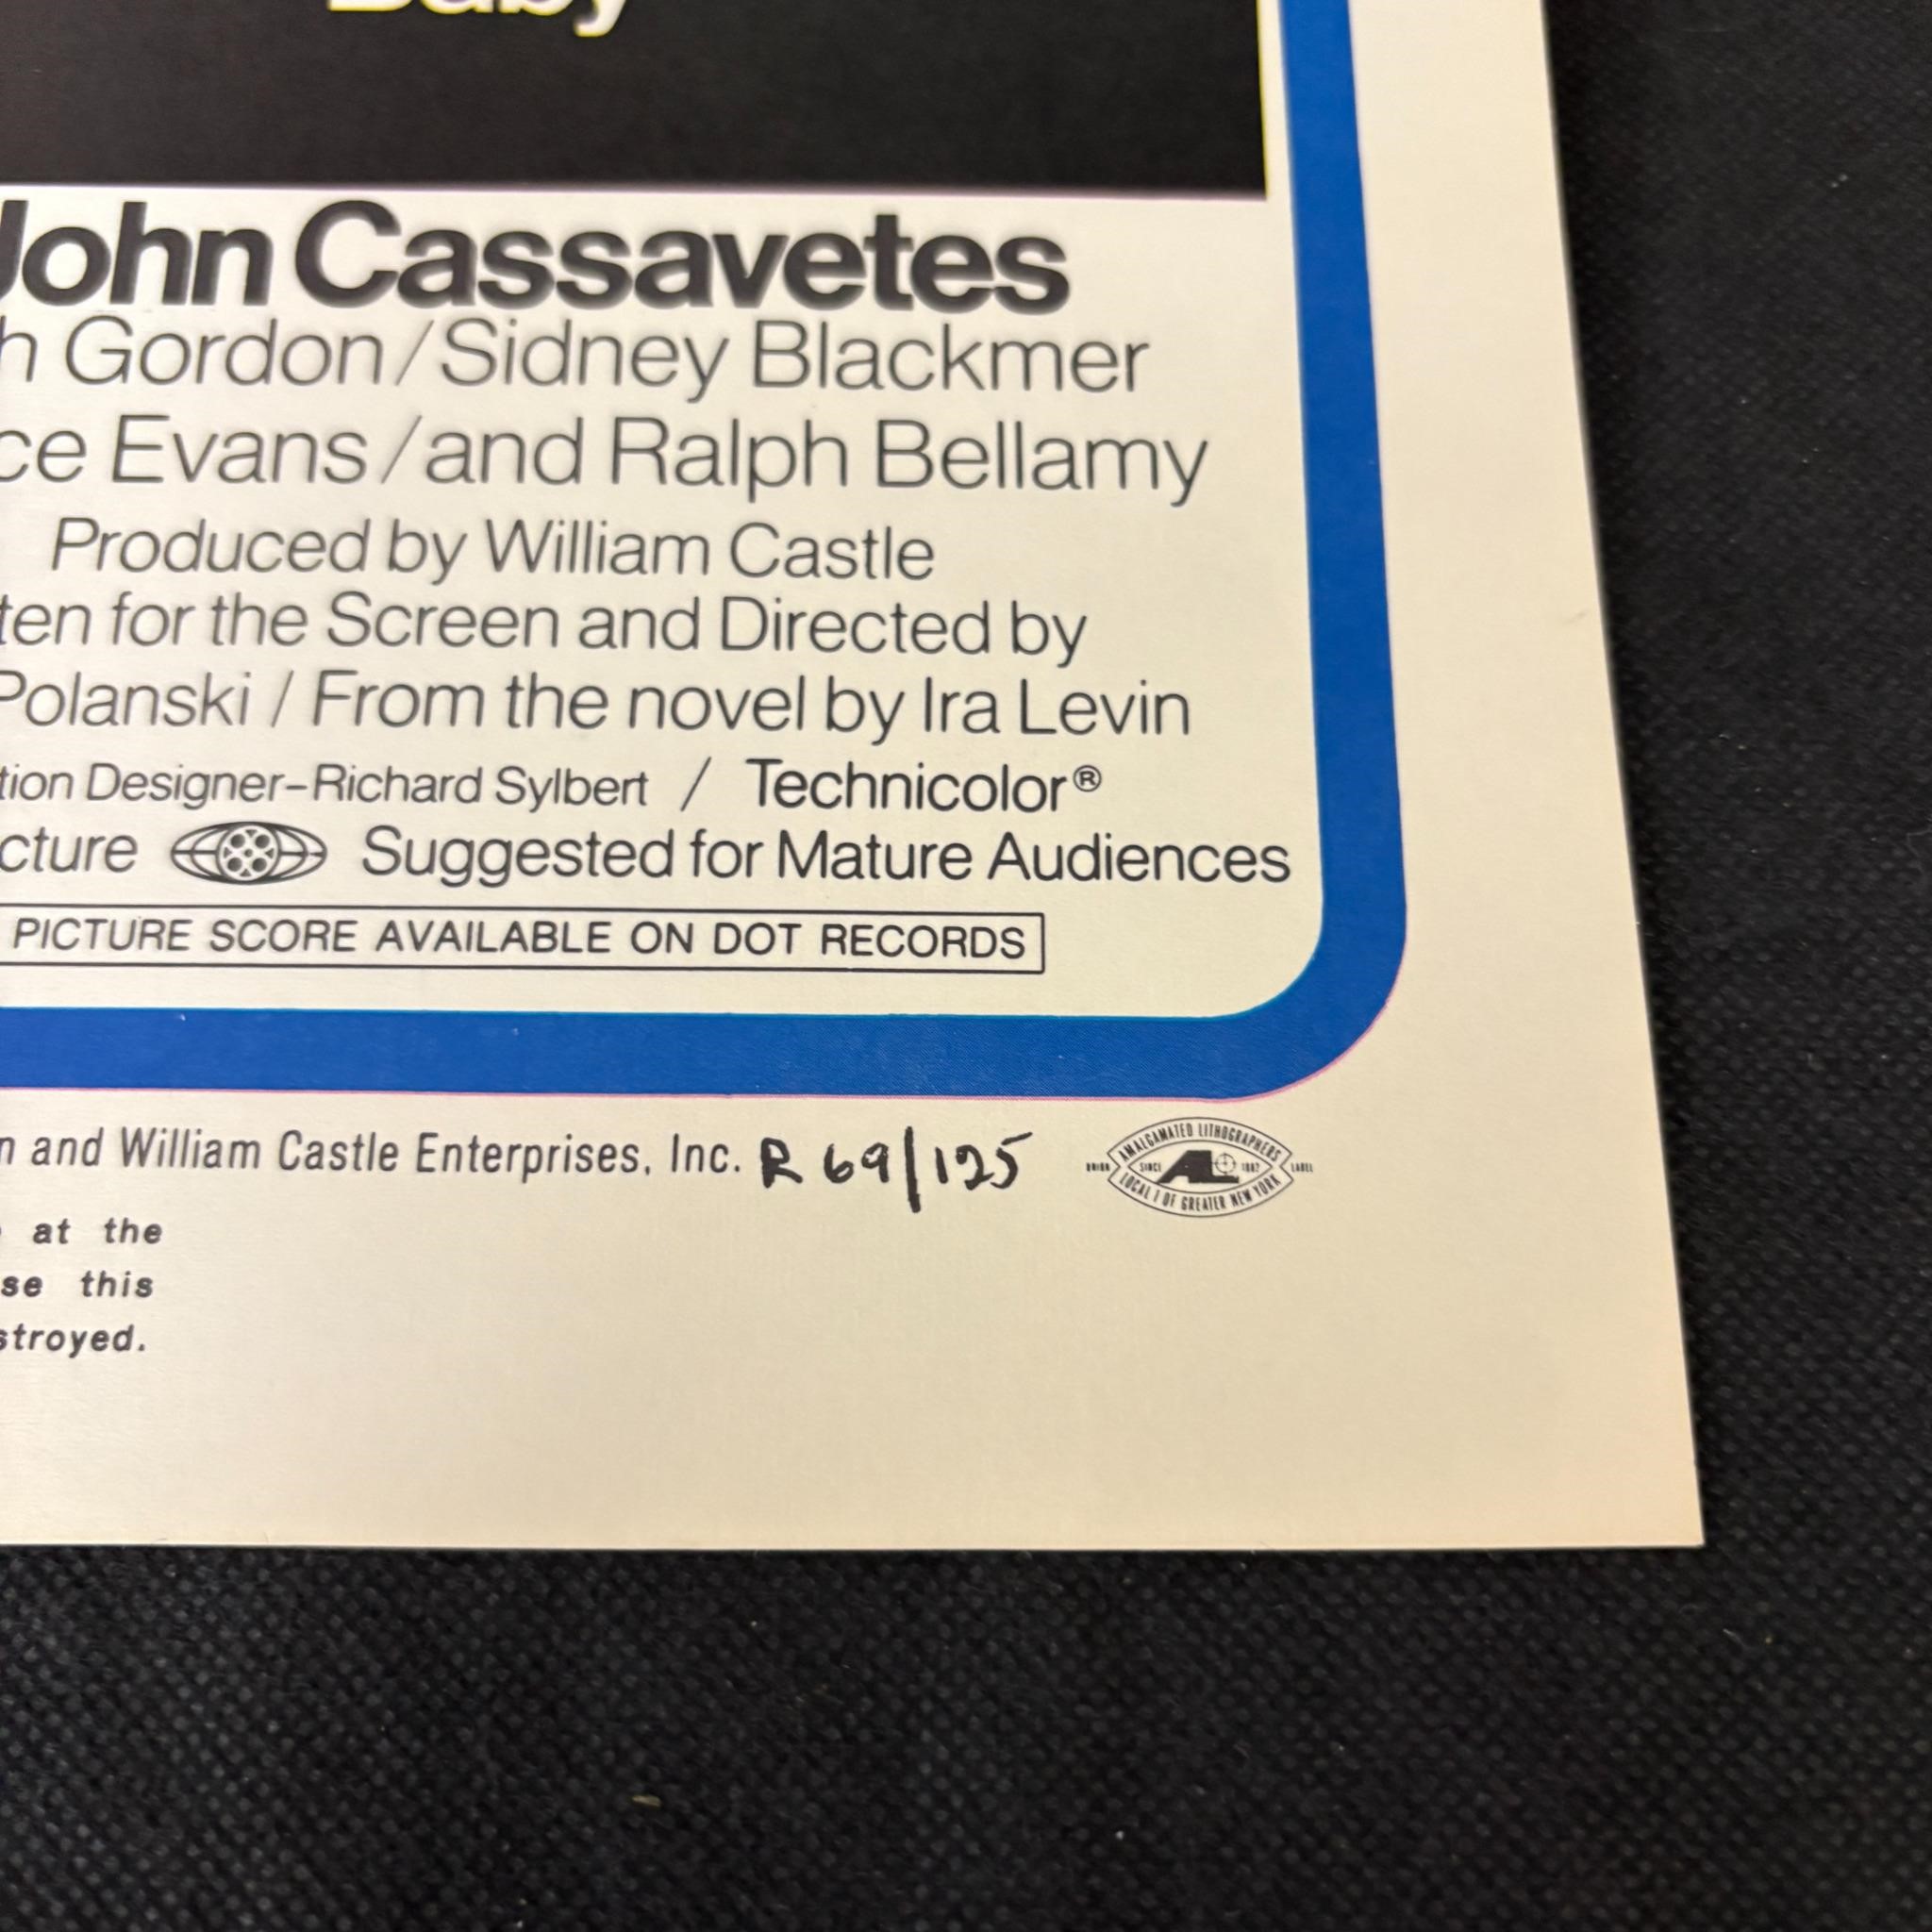 Baby
John Cassavetes
h Gordon/Sidney Blackmer
ce Evans/and Ralph Bellamy
Produced by William Castle
ten for the Screen and Directed by
Polanski / From the novel by Ira Levin
tion Designer–Richard Sylbert / Technicolor®
cture Suggested for Mature Audiences
PICTURE SCORE AVAILABLE ON DOT RECORDS
n and William Castle Enterprises, Inc. R 69/125
AMALGAMATED LITHOGRAPHERS
UNION SINCE AL 1882 LABEL
LOCAL 1 OF GREATER NEW YORK
at the
se this
stroyed.